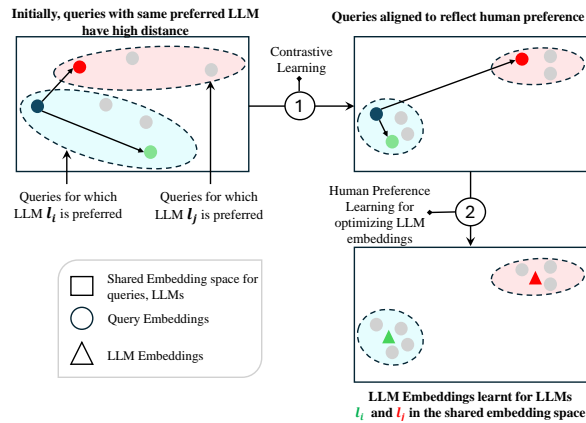 Initially, queries with same preferred LLM
have high distance
Queries aligned to reflect human preference
Contrastive
Learning
1
Queries for which
LLM l_i is preferred
Queries for which
LLM l_j is preferred
Human Preference
Learning for
optimizing LLM
embeddings
2
Shared Embedding space for
queries, LLMs
Query Embeddings
LLM Embeddings
LLM Embeddings learnt for LLMs
l_i and l_j in the shared embedding space